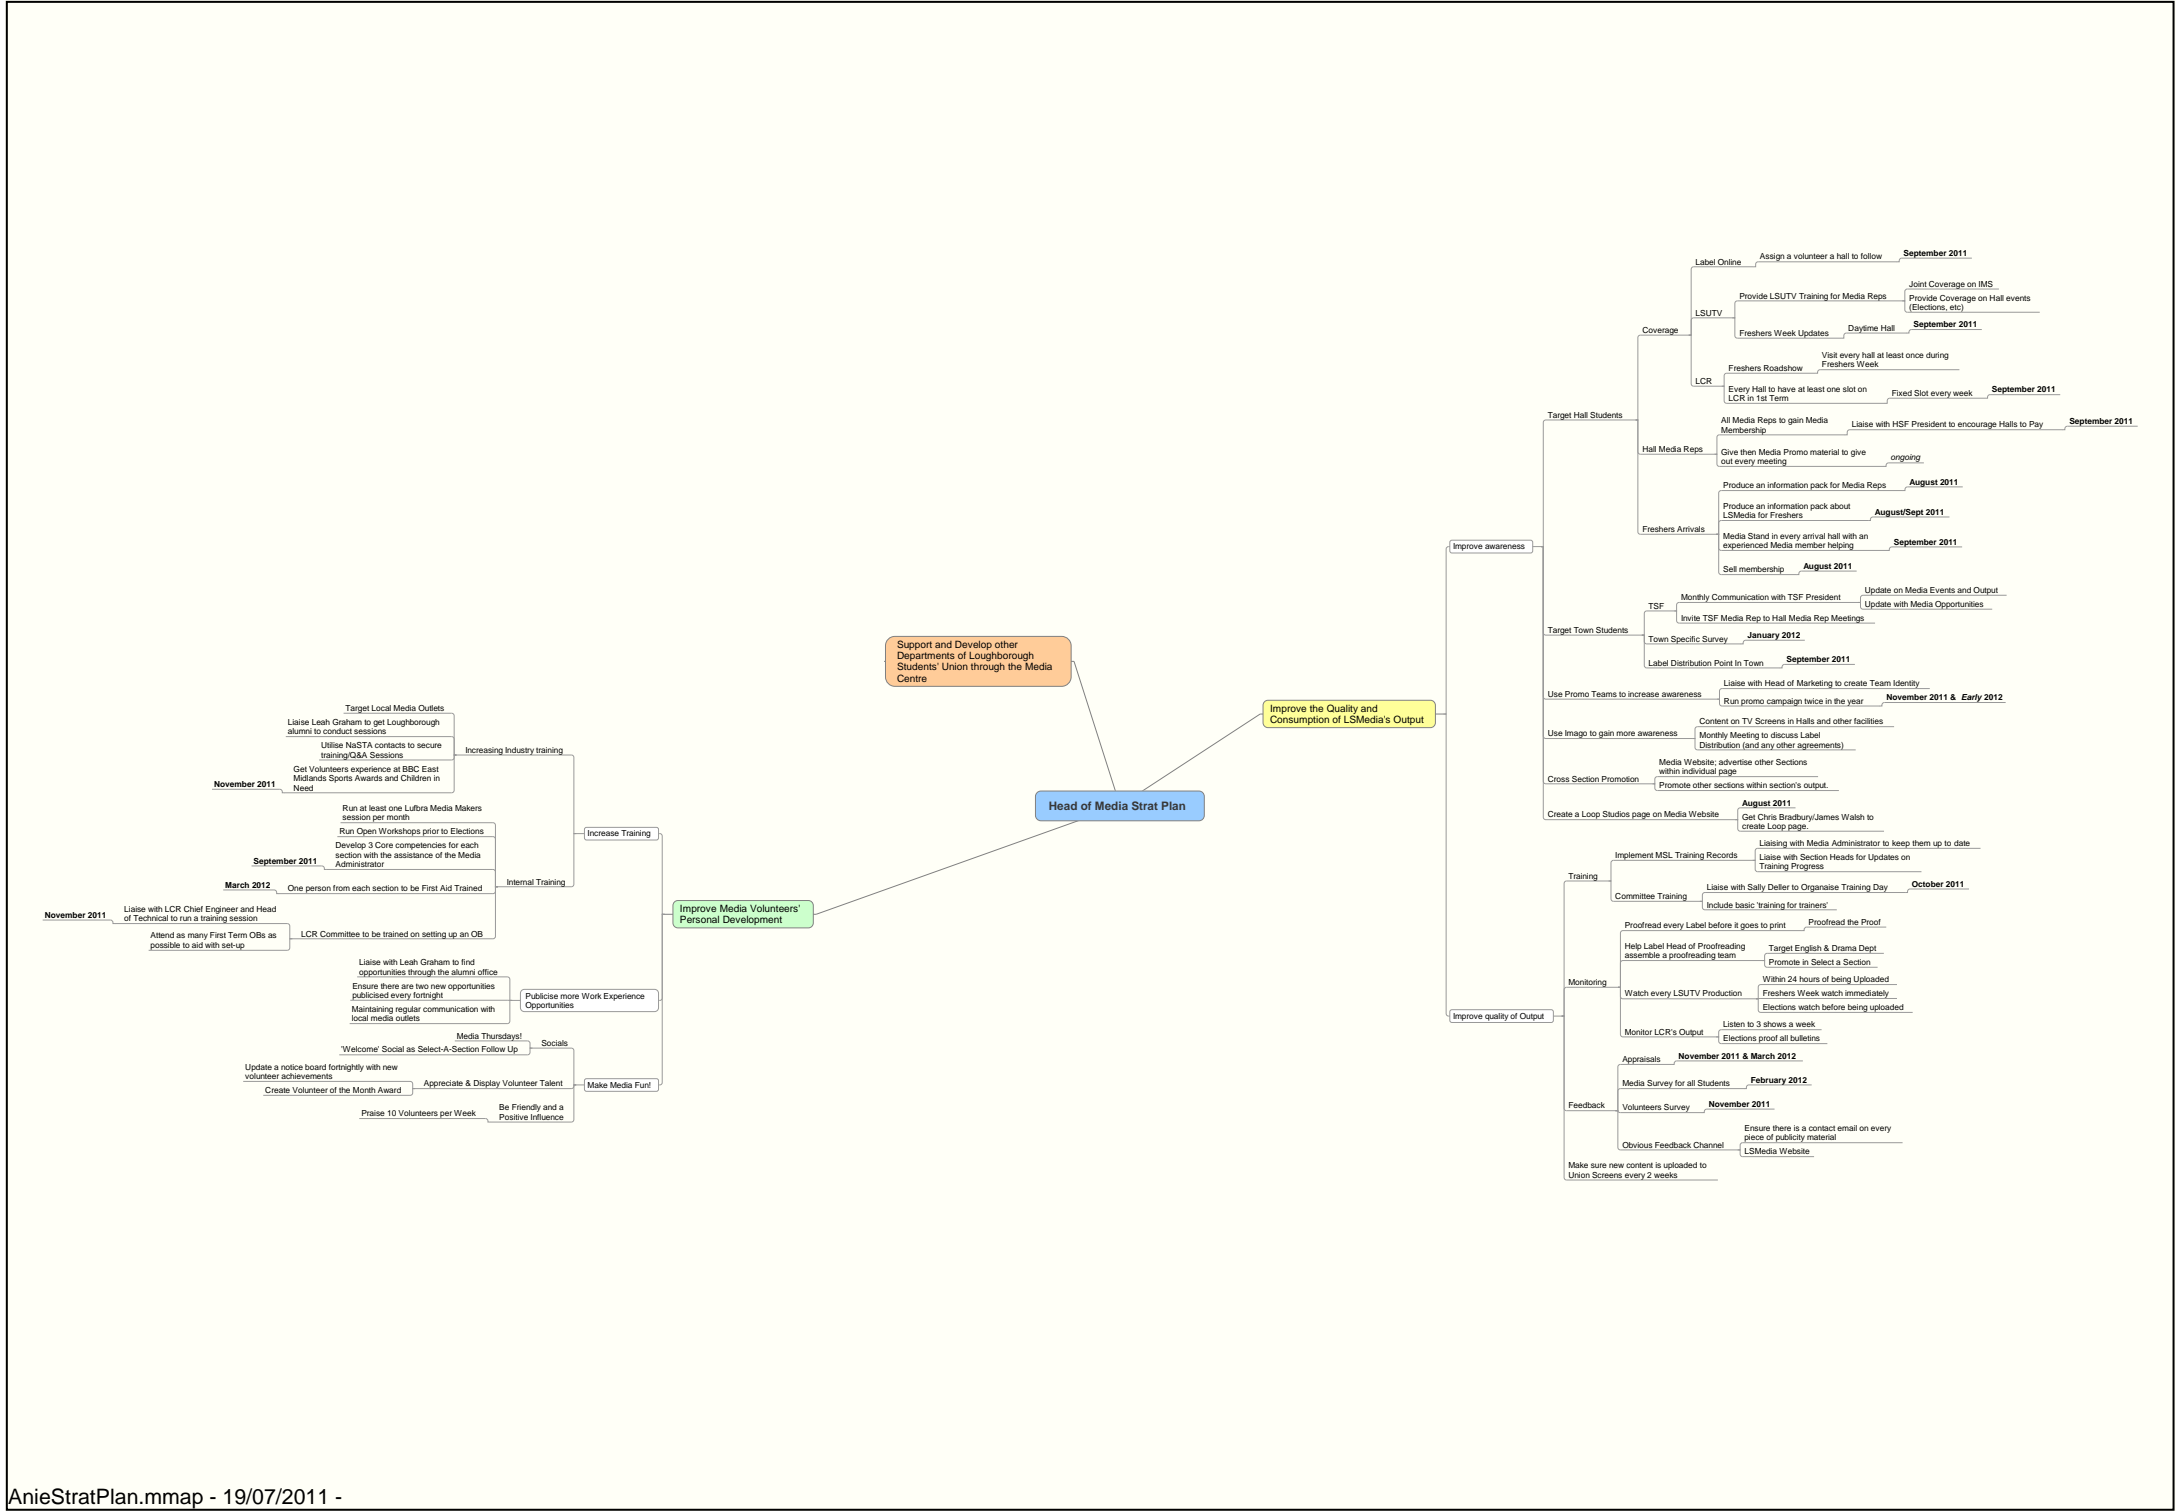 Head of Media Strat Plan
Support and Develop other
Departments of Loughborough
Students' Union through the Media
Centre
Improve the Quality and
Consumption of LSMedia's Output
Improve awareness
Target Hall Students
Coverage
Label Online
Assign a volunteer a hall to follow
September 2011
LSUTV
Provide LSUTV Training for Media Reps
Joint Coverage on IMS
Provide Coverage on Hall events
(Elections, etc)
Freshers Week Updates
Daytime Hall
September 2011
LCR
Freshers Roadshow
Visit every hall at least once during
Freshers Week
Every Hall to have at least one slot on
LCR in 1st Term
Fixed Slot every week
September 2011
Hall Media Reps
All Media Reps to gain Media
Membership
Liaise with HSF President to encourage Halls to Pay
September 2011
Give then Media Promo material to give
out every meeting
ongoing
Freshers Arrivals
Produce an information pack for Media Reps
August 2011
Produce an information pack about
LSMedia for Freshers
August/Sept 2011
Media Stand in every arrival hall with an
experienced Media member helping
September 2011
Sell membership
August 2011
Target Town Students
TSF
Monthly Communication with TSF President
Update on Media Events and Output
Update with Media Opportunities
Invite TSF Media Rep to Hall Media Rep Meetings
Town Specific Survey
January 2012
Label Distribution Point In Town
September 2011
Use Promo Teams to increase awareness
Liaise with Head of Marketing to create Team Identity
Run promo campaign twice in the year
November 2011 & Early 2012
Use Imago to gain more awareness
Content on TV Screens in Halls and other facilities
Monthly Meeting to discuss Label
Distribution (and any other agreements)
Cross Section Promotion
Media Website; advertise other Sections
within individual page
Promote other sections within section's output.
Create a Loop Studios page on Media Website
August 2011
Get Chris Bradbury/James Walsh to
create Loop page.
Improve quality of Output
Training
Implement MSL Training Records
Liaising with Media Administrator to keep them up to date
Liaise with Section Heads for Updates on
Training Progress
Committee Training
Liaise with Sally Deller to Organaise Training Day
October 2011
Include basic 'training for trainers'
Monitoring
Proofread every Label before it goes to print
Proofread the Proof
Help Label Head of Proofreading
assemble a proofreading team
Target English & Drama Dept
Promote in Select a Section
Watch every LSUTV Production
Within 24 hours of being Uploaded
Freshers Week watch immediately
Elections watch before being uploaded
Monitor LCR's Output
Listen to 3 shows a week
Elections proof all bulletins
Feedback
Appraisals
November 2011 & March 2012
Media Survey for all Students
February 2012
Volunteers Survey
November 2011
Obvious Feedback Channel
Ensure there is a contact email on every
piece of publicity material
LSMedia Website
Make sure new content is uploaded to
Union Screens every 2 weeks
Improve Media Volunteers'
Personal Development
Increase Training
Increasing Industry training
Target Local Media Outlets
Liaise Leah Graham to get Loughborough
alumni to conduct sessions
Utilise NaSTA contacts to secure
training/Q&A Sessions
Get Volunteers experience at BBC East
Midlands Sports Awards and Children in
Need
November 2011
Internal Training
Run at least one Lufbra Media Makers
session per month
Run Open Workshops prior to Elections
Develop 3 Core competencies for each
section with the assistance of the Media
Administrator
September 2011
One person from each section to be First Aid Trained
March 2012
LCR Committee to be trained on setting up an OB
Liaise with LCR Chief Engineer and Head
of Technical to run a training session
November 2011
Attend as many First Term OBs as
possible to aid with set-up
Publicise more Work Experience
Opportunities
Liaise with Leah Graham to find
opportunities through the alumni office
Ensure there are two new opportunities
publicised every fortnight
Maintaining regular communication with
local media outlets
Make Media Fun!
Socials
Media Thursdays!
'Welcome' Social as Select-A-Section Follow Up
Appreciate & Display Volunteer Talent
Update a notice board fortnightly with new
volunteer achievements
Create Volunteer of the Month Award
Be Friendly and a
Positive Influence
Praise 10 Volunteers per Week
AnieStratPlan.mmap - 19/07/2011 -